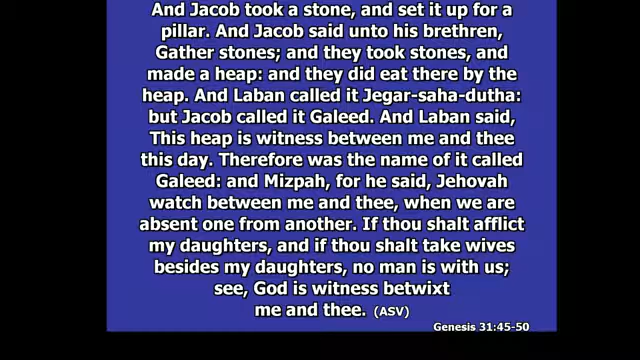 And Jacob took a stone, and set it up for a
pillar. And Jacob said unto his brethren,
Gather stones; and they took stones, and
made a heap: and they did eat there by the
heap. And Laban called it Jegar-saha-dutha:
but Jacob called it Galeed. And Laban said,
This heap is witness between me and thee
this day. Therefore was the name of it called
Galeed: and Mizpah, for he said, Jehovah
watch between me and thee, when we are
absent one from another. If thou shalt afflict
my daughters, and if thou shalt take wives
besides my daughters, no man is with us;
see, God is witness betwixt
me and thee. (ASV)
Genesis 31:45-50